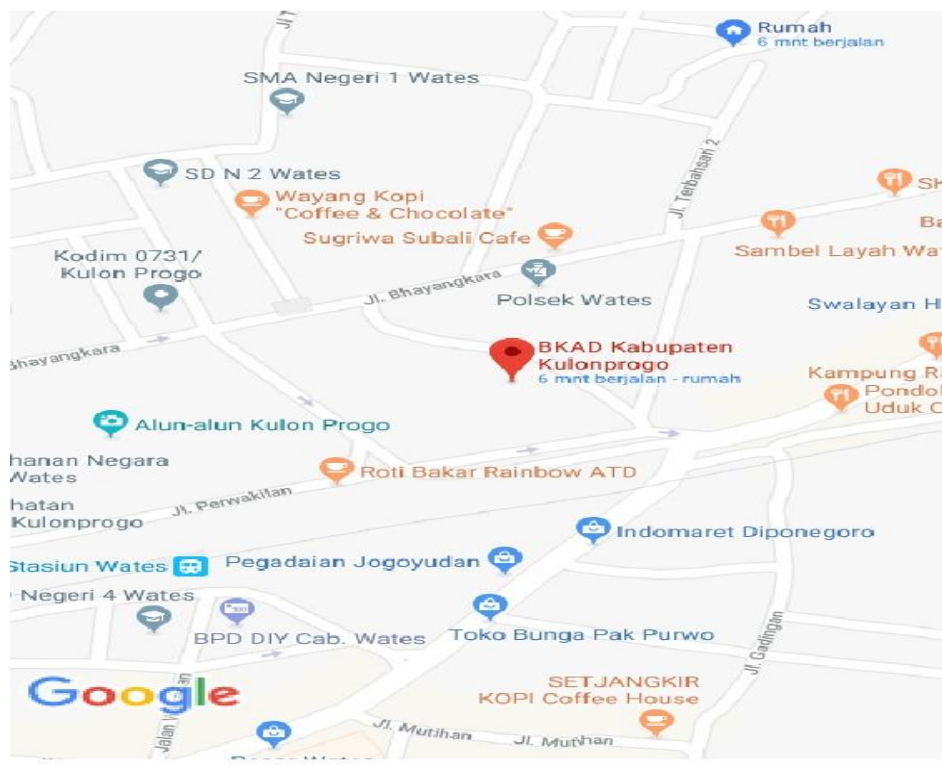 Rumah
6 mnt berjalan
SMA Negeri 1 Wates
SD N 2 Wates
Wayang Kopi
"Coffee & Chocolate"
Jl. Terbahsari 2
SK
Sugriwa Subali Cafe
Ba
Sambel Layah Wa
Kodim 0731/
Kulon Progo
Jl. Bhayangkara
Polsek Wates
Swalayan H
Bhayangkara
BKAD Kabupaten
Kulonprogo
6 mnt berjalan - rumah
Kampung R
Pondo
Uduk C
Alun-alun Kulon Progo
hanan Negara
Wates
Roti Bakar Rainbow ATD
hatan
Kulonprogo
Jl. Perwakilan
Indomaret Diponegoro
Stasiun Wates
Pegadaian Jogoyudan
Negeri 4 Wates
BPD DIY Cab. Wates
Toko Bunga Pak Purwo
Jl. Gadingan
Google
SETJANGKIR
KOPI Coffee House
Jalan
Jl. Mutihan
Jl. Mutihan